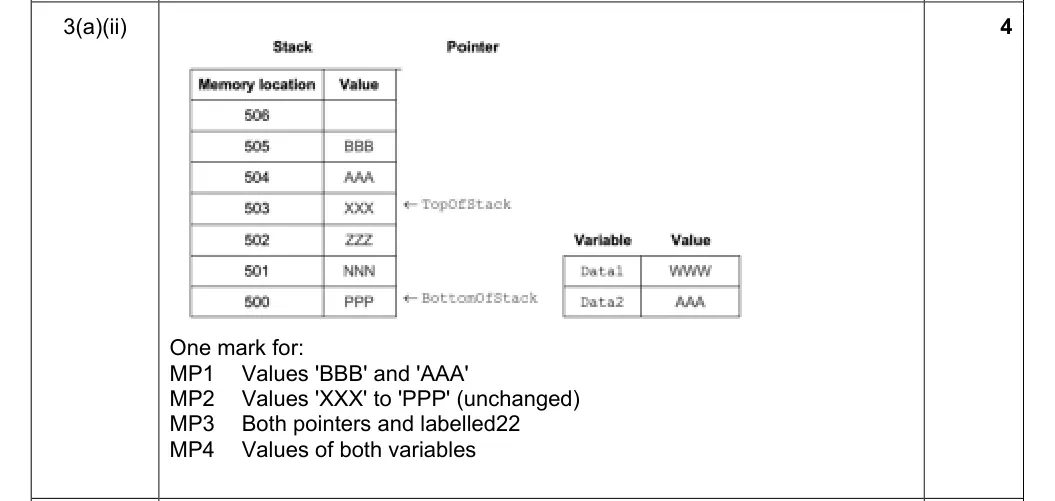 3(a)(ii) 4
Stack Pointer
Memory location Value
506
505 BBB
504 AAA
503 XXX ←TopOfStack
502 ZZZ Variable Value
501 NNN Data1 WWW
500 PPP ←BottomOfStack Data2 AAA
One mark for:
MP1 Values 'BBB' and 'AAA'
MP2 Values 'XXX' to 'PPP' (unchanged)
MP3 Both pointers and labelled22
MP4 Values of both variables